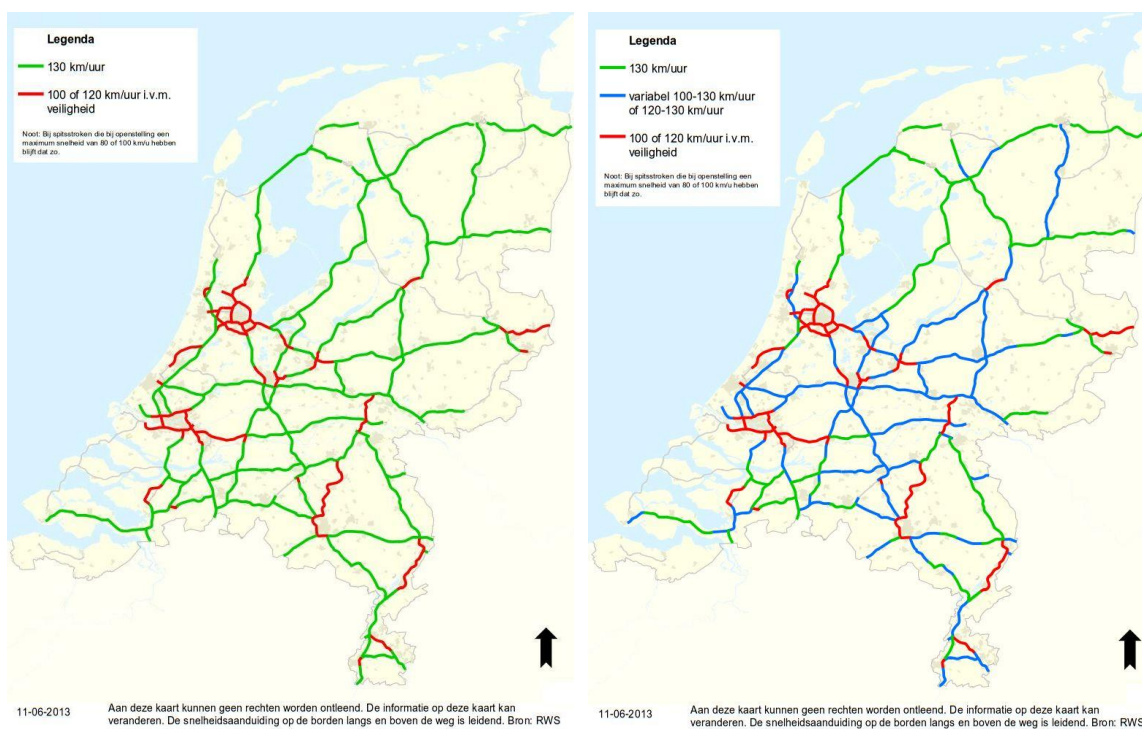 Legenda
130 km/uur
100 of 120 km/uur i.v.m.
veiligheid
Noot: Bij spitsstroken die bij openstelling een
maximum snelheid van 80 of 100 km/u hebben
blijft dat zo.
11-06-2013
Aan deze kaart kunnen geen rechten worden ontleend. De informatie op deze kaart kan
veranderen. De snelheidsaanduiding op de borden langs en boven de weg is leidend. Bron: RWS
Legenda
130 km/uur
variabel 100-130 km/uur
of 120-130 km/uur
100 of 120 km/uur i.v.m.
veiligheid
Noot: Bij spitsstroken die bij openstelling een
maximum snelheid van 80 of 100 km/u hebben
blijft dat zo.
11-06-2013
Aan deze kaart kunnen geen rechten worden ontleend. De informatie op deze kaart kan
veranderen. De snelheidsaanduiding op de borden langs en boven de weg is leidend. Bron: RWS